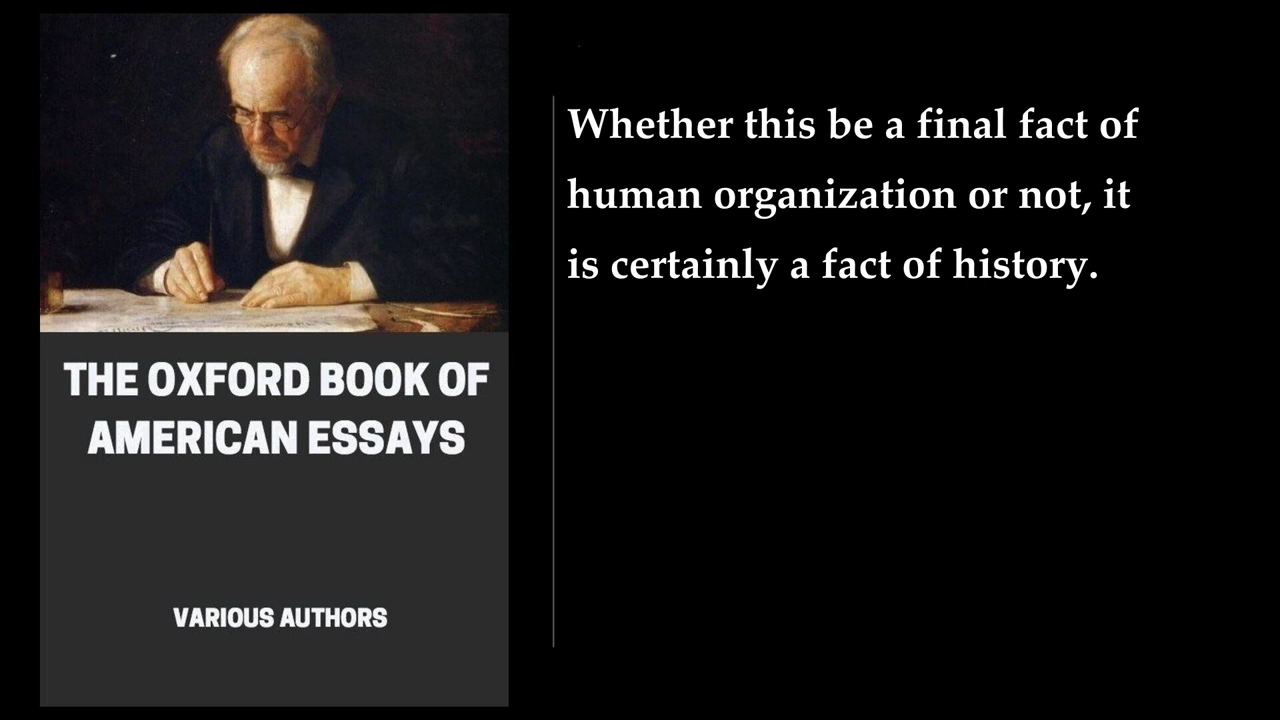 THE OXFORD BOOK OF
AMERICAN ESSAYS
VARIOUS AUTHORS
Whether this be a final fact of
human organization or not, it
is certainly a fact of history.